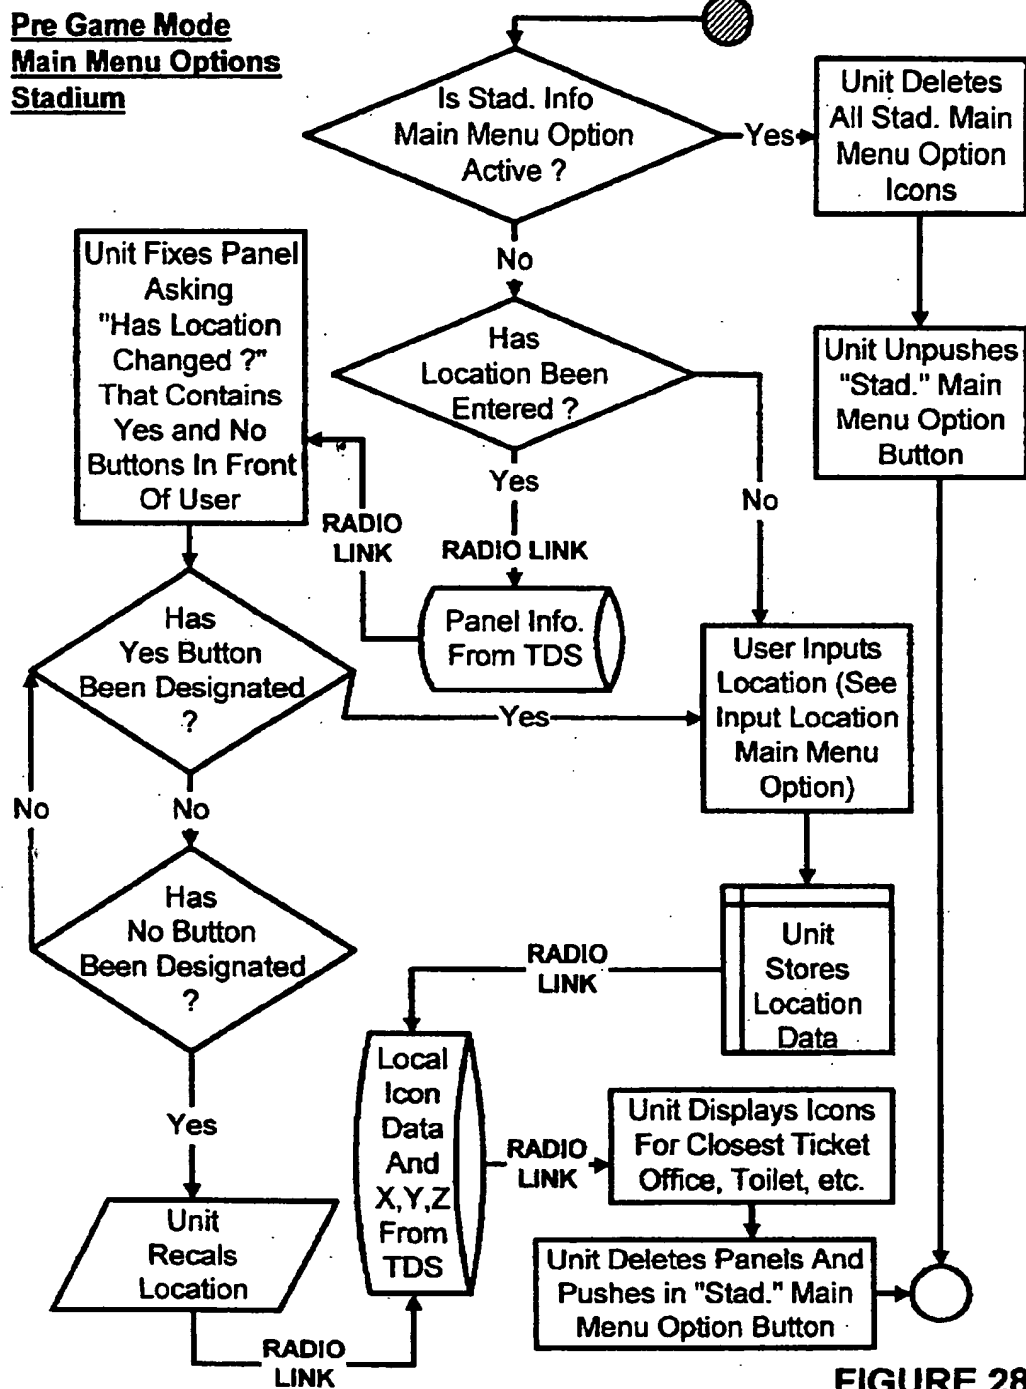 Pre Game Mode
Main Menu Options
Stadium
Is Stad. Info
Main Menu Option
Active ?
Yes
Unit Deletes
All Stad. Main
Menu Option
Icons
No
Unit Fixes Panel
Asking
"Has Location
Changed ?"
That Contains
Yes and No
Buttons In Front
Of User
Has
Location Been
Entered ?
Unit Unpushes
"Stad." Main
Menu Option
Button
Yes
No
RADIO
LINK
RADIO LINK
Panel Info.
From TDS
Has
Yes Button
Been Designated
?
Yes
User Inputs
Location (See
Input Location
Main Menu
Option)
No
No
Has
No Button
Been Designated
?
Unit
Stores
Location
Data
RADIO
LINK
Local
Icon
Data
And
X,Y,Z
From
TDS
Yes
RADIO
LINK
Unit Displays Icons
For Closest Ticket
Office, Toilet, etc.
Unit
Recals
Location
Unit Deletes Panels And
Pushes in "Stad." Main
Menu Option Button
RADIO
LINK
FIGURE 28